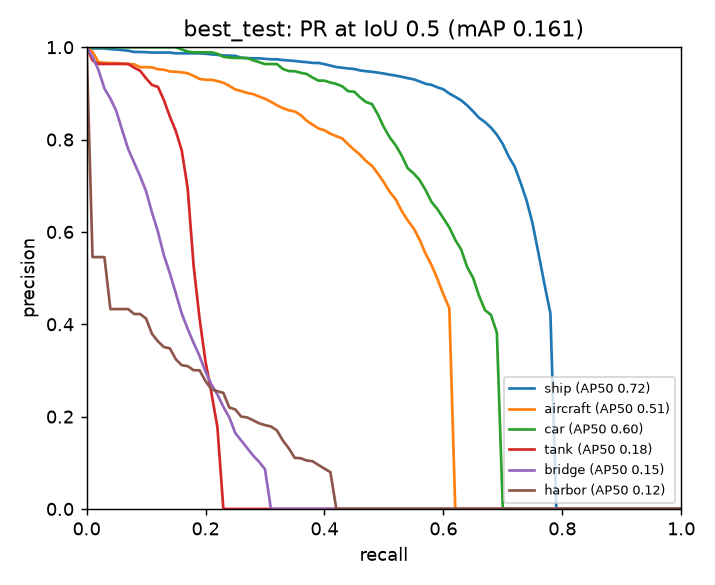 best_test: PR at IoU 0.5 (mAP 0.161)
precision
1.0
0.8
0.6
0.4
0.2
0.0
0.0 0.2 0.4 0.6 0.8 1.0
recall
ship (AP50 0.72)
aircraft (AP50 0.51)
car (AP50 0.60)
tank (AP50 0.18)
bridge (AP50 0.15)
harbor (AP50 0.12)